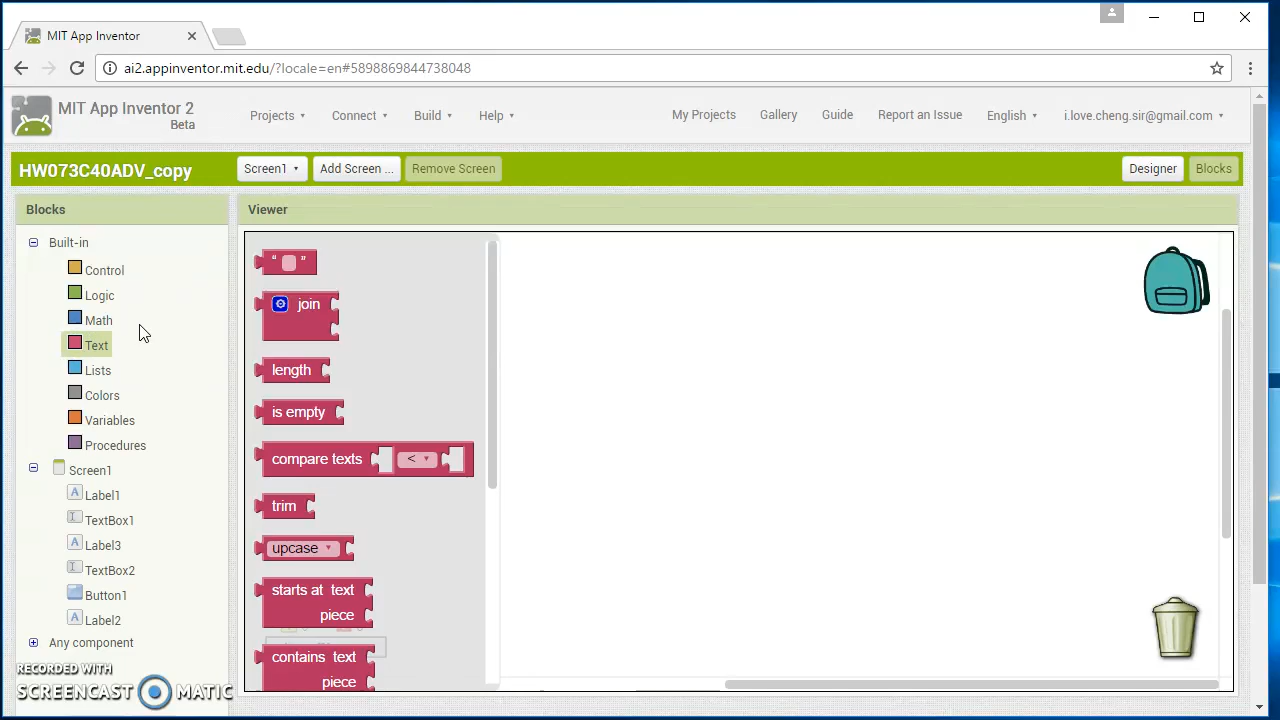 MIT App Inventor
ai2.appinventor.mit.edu/?locale=en#5898869844738048
MIT App Inventor 2
Beta
Projects
Connect
Build
Help
My Projects
Gallery
Guide
Report an Issue
English
i.love.cheng.sir@gmail.com
HW073C40ADV_copy
Screen1
Add Screen ...
Remove Screen
Designer
Blocks
Blocks
Viewer
Built-in
Control
Logic
Math
Text
Lists
Colors
Variables
Procedures
Screen1
Label1
TextBox1
Label3
TextBox2
Button1
Label2
Any component
" "
join
length
is empty
compare texts <
trim
upcase
starts at text
piece
contains text
piece
RECORDED WITH
SCREENCAST MATIC